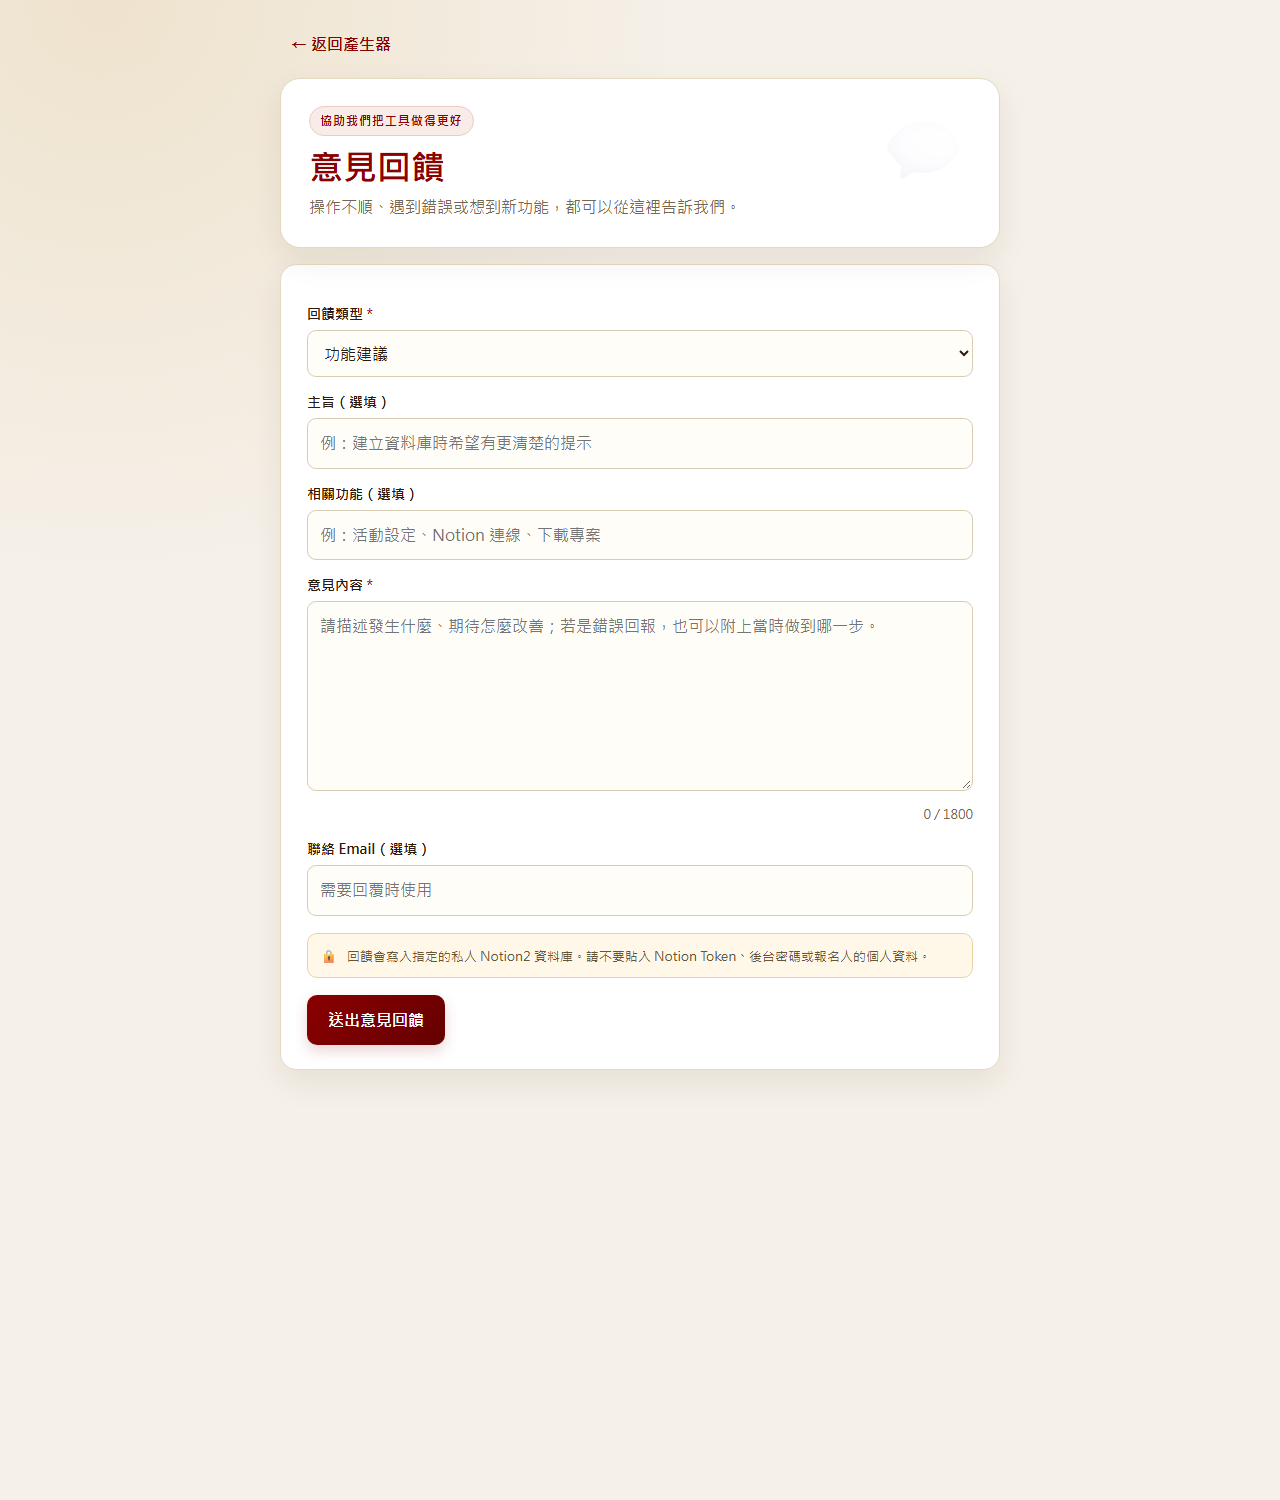 ← 返回產生器
協助我們把工具做得更好
意見回饋
操作不順、遇到錯誤或想到新功能，都可以從這裡告訴我們。
回饋類型 *
功能建議
主旨（選填）
例：建立資料庫時希望有更清楚的提示
相關功能（選填）
例：活動設定、Notion 連線、下載專案
意見內容 *
請描述發生什麼、期待怎麼改善；若是錯誤回報，也可以附上當時做到哪一步。
0 / 1800
聯絡 Email（選填）
需要回覆時使用
回饋會寫入指定的私人 Notion2 資料庫。請不要貼入 Notion Token、後台密碼或報名人的個人資料。
送出意見回饋